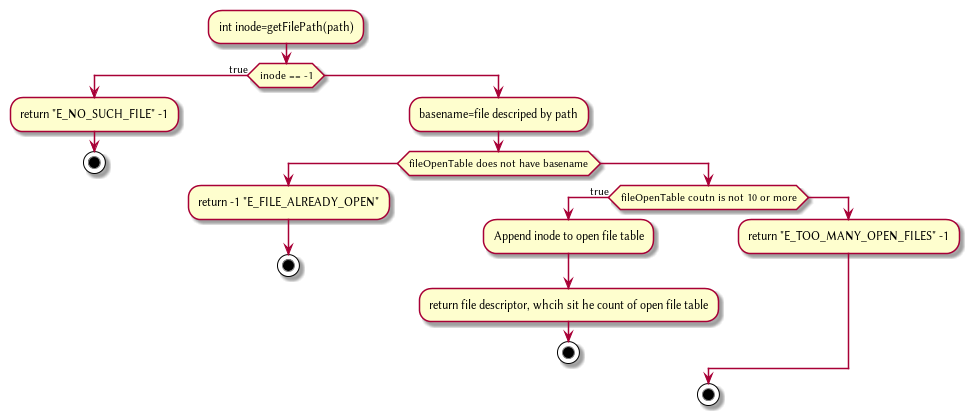 int inode=getFilePath(path)
true
inode == -1
return "E_NO_SUCH_FILE" -1
basename=file descriped by path
fileOpenTable does not have basename
return -1 "E_FILE_ALREADY_OPEN"
true
fileOpenTable coutn is not 10 or more
Append inode to open file table
return "E_TOO_MANY_OPEN_FILES" -1
return file descriptor, whcih sit he count of open file table